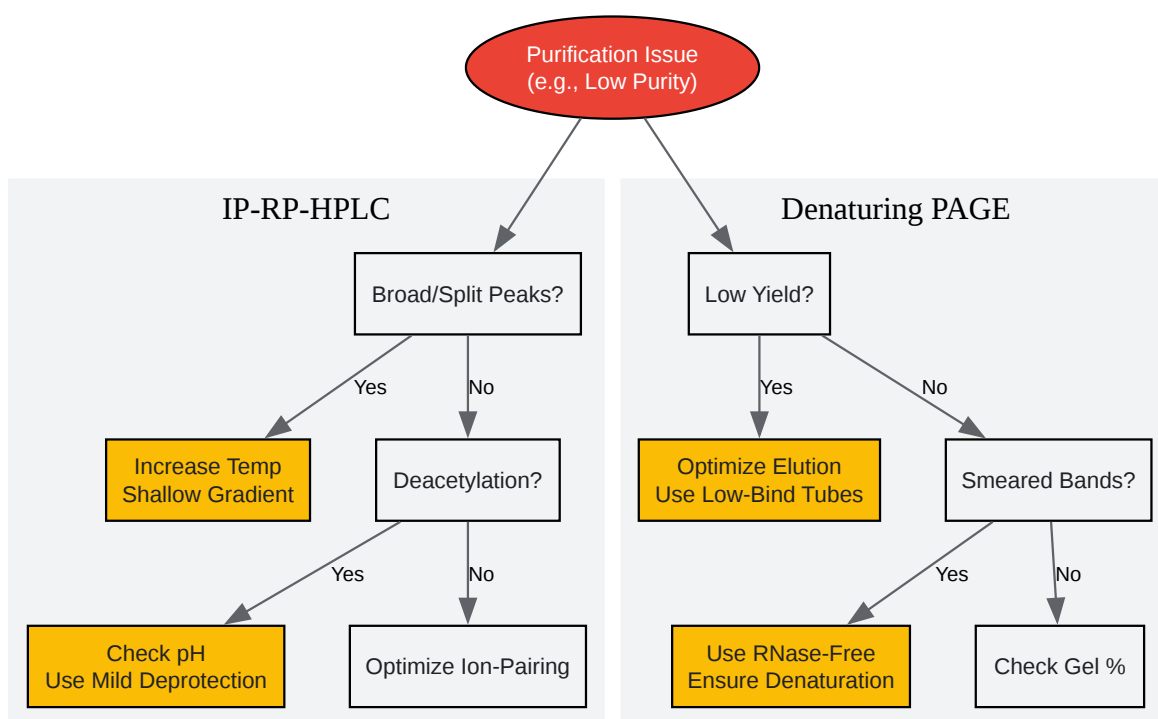 Purification Issue
(e.g., Low Purity)
IP-RP-HPLC
Denaturing PAGE
Broad/Split Peaks?
Low Yield?
Yes
No
Yes
No
Increase Temp
Shallow Gradient
Deacetylation?
Optimize Elution
Use Low-Bind Tubes
Smeared Bands?
Yes
No
Yes
No
Check pH
Use Mild Deprotection
Optimize Ion-Pairing
Use RNase-Free
Ensure Denaturation
Check Gel %